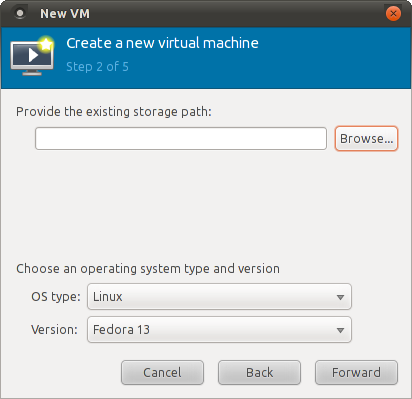 New VM
Create a new virtual machine
Step 2 of 5
Provide the existing storage path:
Browse...
Choose an operating system type and version
OS type: Linux
Version: Fedora 13
Cancel Back Forward